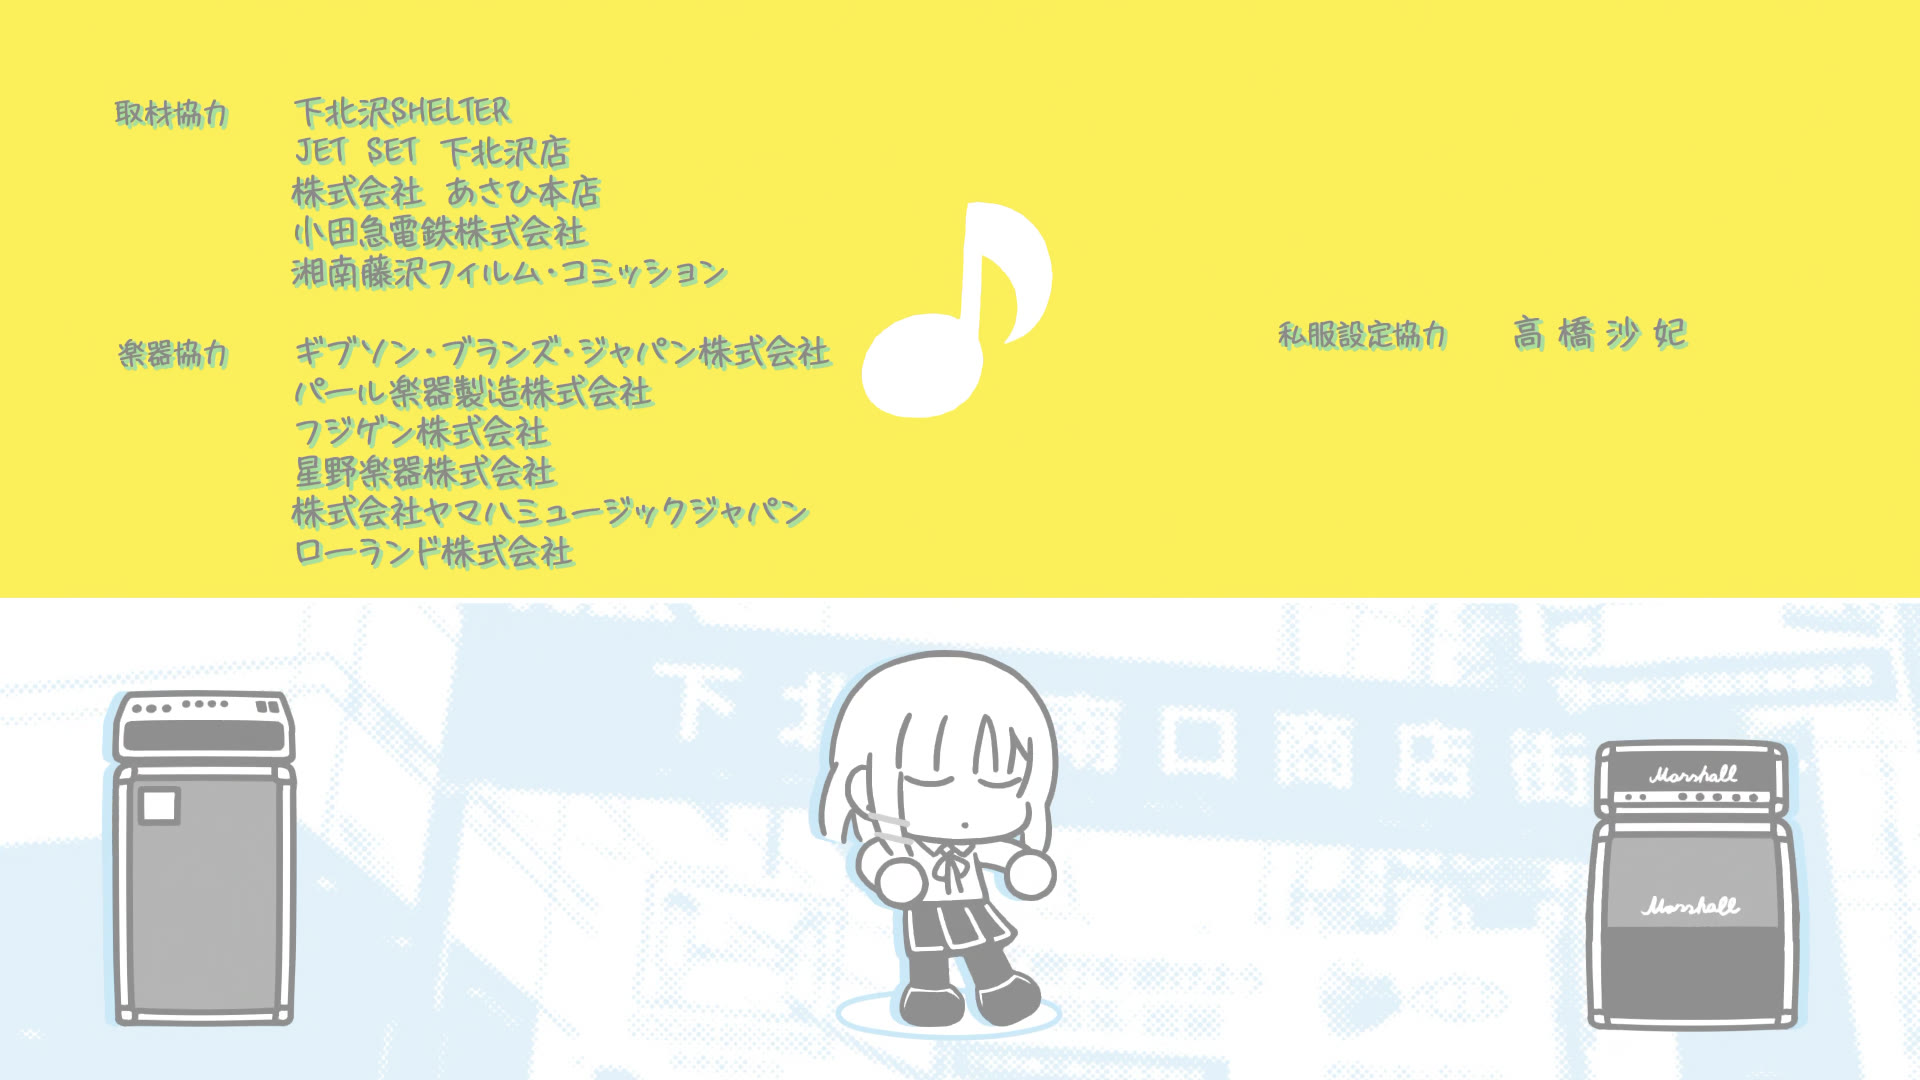 取材協力
下北沢SHELTER
JET SET 下北沢店
株式会社 あさひ本店
小田急電鉄株式会社
湘南藤沢フィルム・コミッション
楽器協力
ギブソン・ブランズ・ジャパン株式会社
パール楽器製造株式会社
フジゲン株式会社
星野楽器株式会社
株式会社ヤマハミュージックジャパン
ローランド株式会社
私服設定協力
高橋沙妃
下北 南口商店街
Marshall
Marshall